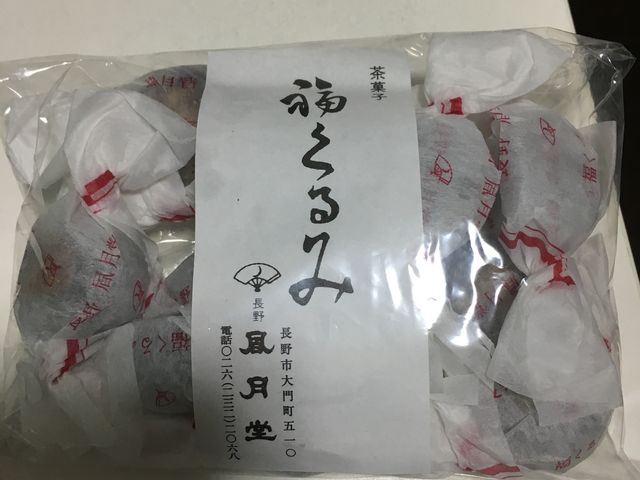 茶菓子
福くるみ
長野
凮月堂
長野市大門町五一〇
電話〇二六(二三二)二〇六八